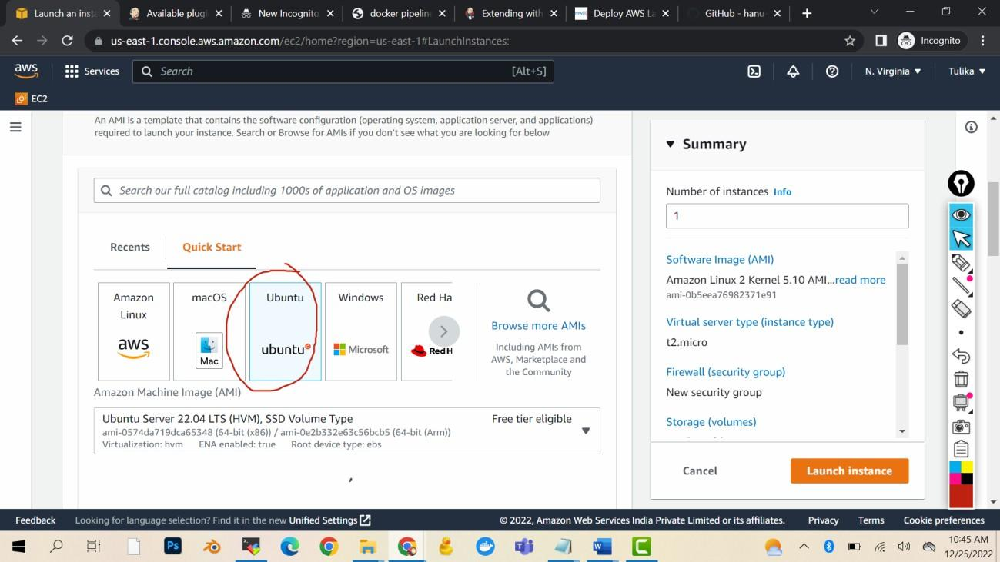 Launch an insta
Available plugi
New Incognito
docker pipeline
Extending with
Deploy AWS La
GitHub - hanu-
us-east-1.console.aws.amazon.com/ec2/home?region=us-east-1#LaunchInstances:
Incognito
aws
Services
Search
[Alt+S]
N. Virginia
Tulika
EC2
An AMI is a template that contains the software configuration (operating system, application server, and applications)
required to launch your instance. Search or Browse for AMIs if you don't see what you are looking for below
Search our full catalog including 1000s of application and OS images
Recents
Quick Start
Amazon
Linux
aws
macOS
Mac
Ubuntu
ubuntu
Windows
Microsoft
Red Ha
Red H
Browse more AMIs
Including AMIs from
AWS, Marketplace and
the Community
Amazon Machine Image (AMI)
Ubuntu Server 22.04 LTS (HVM), SSD Volume Type
Free tier eligible
ami-0574da719dca65348 (64-bit (x86)) / ami-0e2b332e63c56bcb5 (64-bit (Arm))
Virtualization: hvm ENA enabled: true Root device type: ebs
Summary
Number of instances Info
1
Software Image (AMI)
Amazon Linux 2 Kernel 5.10 AMI...read more
ami-0b5eea76982371e91
Virtual server type (instance type)
t2.micro
Firewall (security group)
New security group
Storage (volumes)
Cancel
Launch instance
Feedback
Looking for language selection? Find it in the new Unified Settings
© 2022, Amazon Web Services India Private Limited or its affiliates.
Privacy
Terms
Cookie preferences
Ps
W
C
10:45 AM
12/25/2022